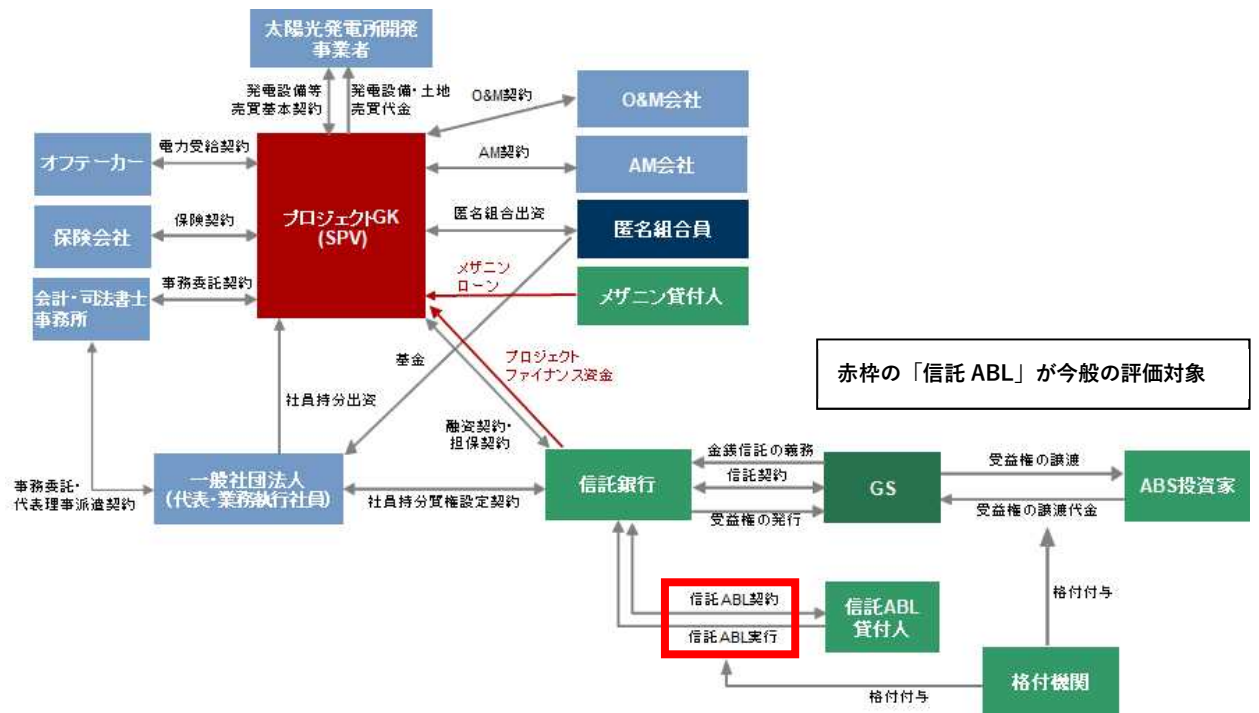 太陽光発電所開発
事業者
発電設備等
売買基本契約
発電設備・土地
売買代金
O&M契約
O&M会社
オフテーカー
電力受給契約
AM契約
AM会社
プロジェクトGK
(SPV)
保険会社
保険契約
匿名組合出資
匿名組合員
会計・司法書士
事務所
事務委託契約
メザニン
ローン
メザニン貸付人
基金
プロジェクト
ファイナンス資金
赤枠の「信託 ABL」が今般の評価対象
社員持分出資
融資契約・
担保契約
事務委託・
代表理事派遣契約
一般社団法人
(代表・業務執行社員)
社員持分質権設定契約
信託銀行
金銭信託の義務
信託契約
受益権の発行
GS
受益権の譲渡
受益権の譲渡代金
ABS投資家
信託ABL契約
信託ABL実行
信託ABL
貸付人
格付付与
格付付与
格付機関